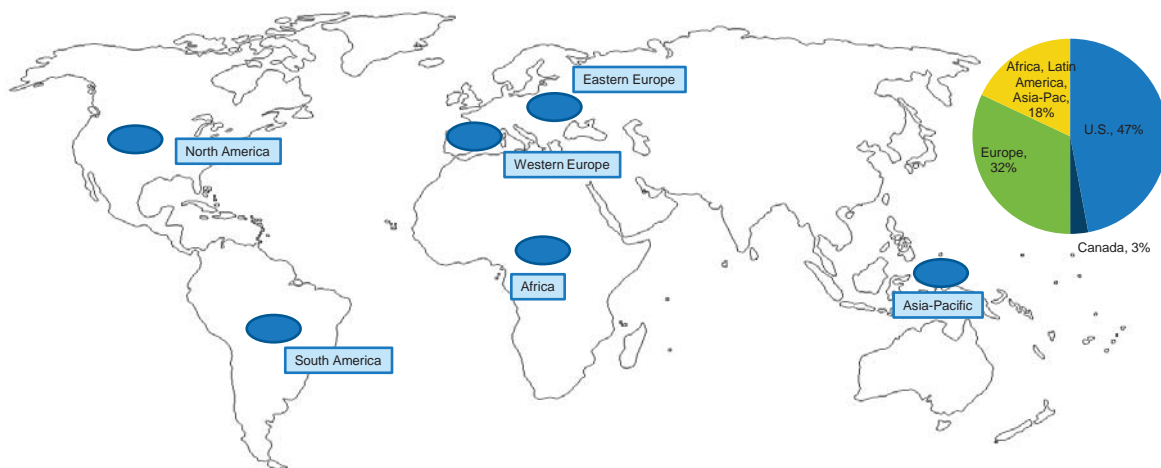 Eastern Europe
North America
Western Europe
Africa
South America
Asia-Pacific
Africa, Latin
America,
Asia-Pac,
18%
U.S., 47%
Europe,
32%
Canada, 3%